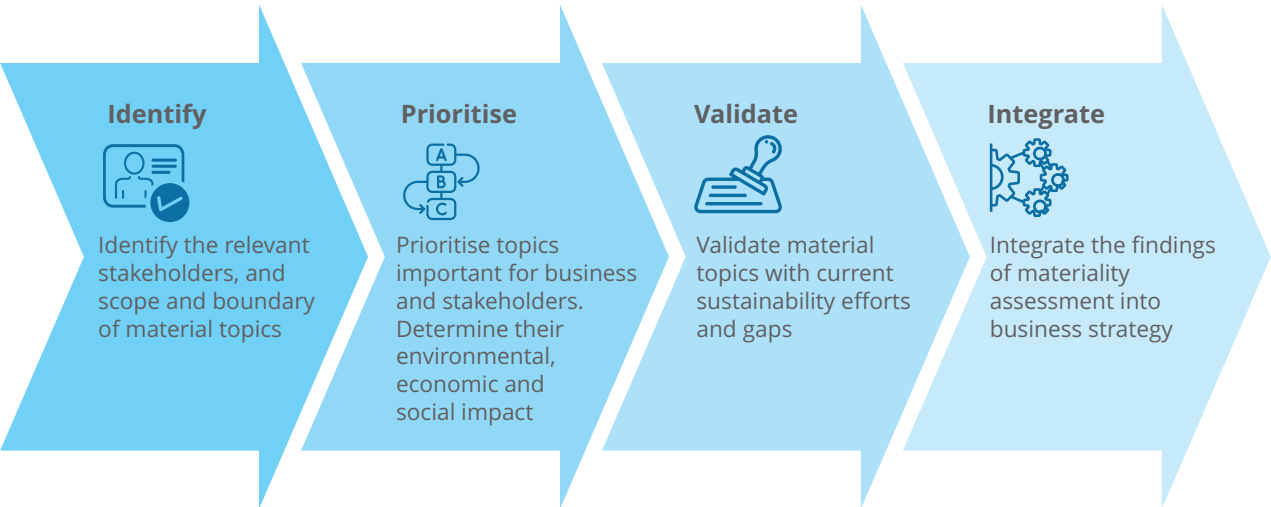 Identify
Identify the relevant
stakeholders, and
scope and boundary
of material topics
Prioritise
A
B
C
Prioritise topics
important for business
and stakeholders.
Determine their
environmental,
economic and
social impact
Validate
Validate material
topics with current
sustainability efforts
and gaps
Integrate
Integrate the findings
of materiality
assessment into
business strategy